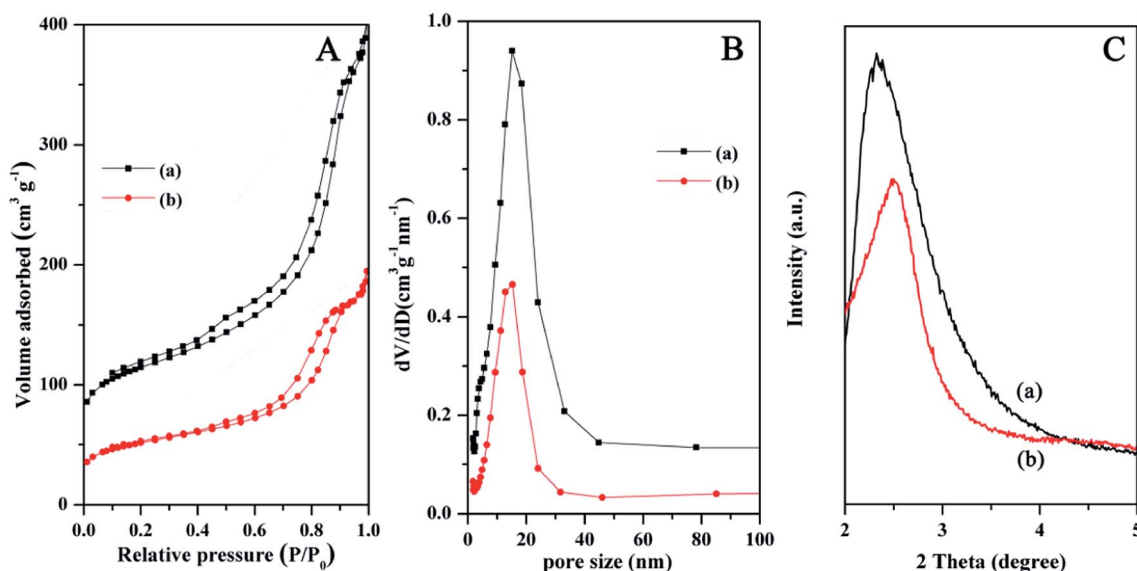 A
400
300
200
100
0
(a)
(b)
0.0 0.2 0.4 0.6 0.8 1.0
Volume adsorbed (cm³ g⁻¹)
Relative pressure (P/P₀)
B
1.0
0.8
0.6
0.4
0.2
0.0
(a)
(b)
0 20 40 60 80 100
dV/dD(cm³g⁻¹nm⁻¹)
pore size (nm)
C
Intensity (a.u.)
(a)
(b)
2 3 4 5
2 Theta (degree)